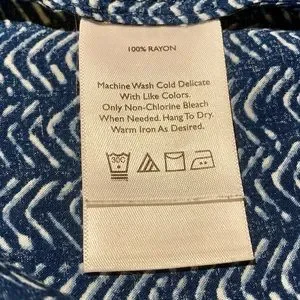 100% RAYON
Machine Wash Cold Delicate
With Like Colors.
Only Non-Chlorine Bleach
When Needed. Hang To Dry.
Warm Iron As Desired.
30C